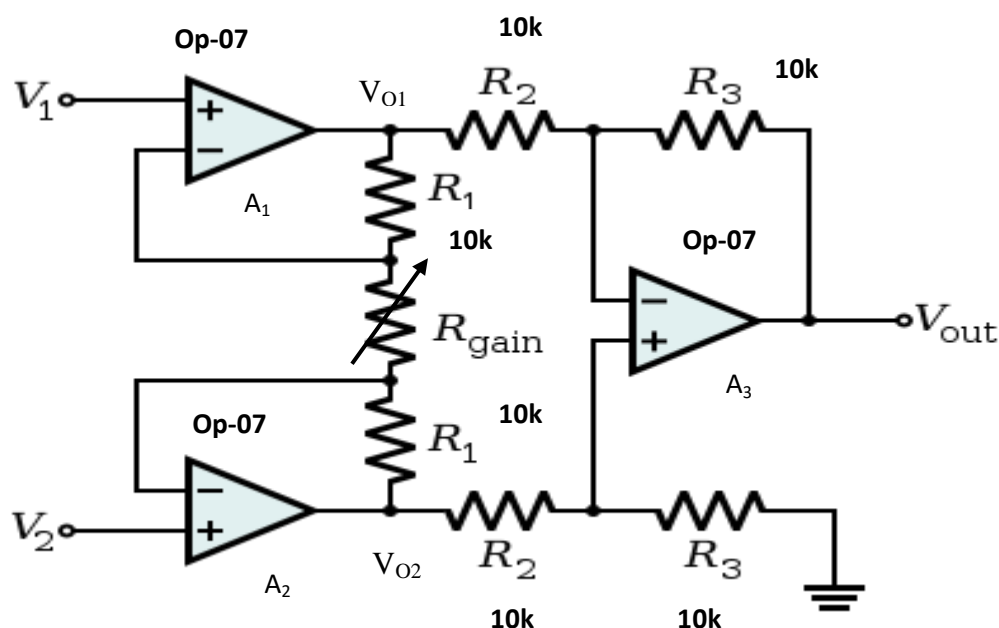 10k
Op-07
10k
V1
VO1
R2
R3
+
−
A1
R1
10k
Op-07
Rgain
−
+
Vout
A3
10k
Op-07
R1
−
+
V2
A2
VO2
R2
R3
10k
10k